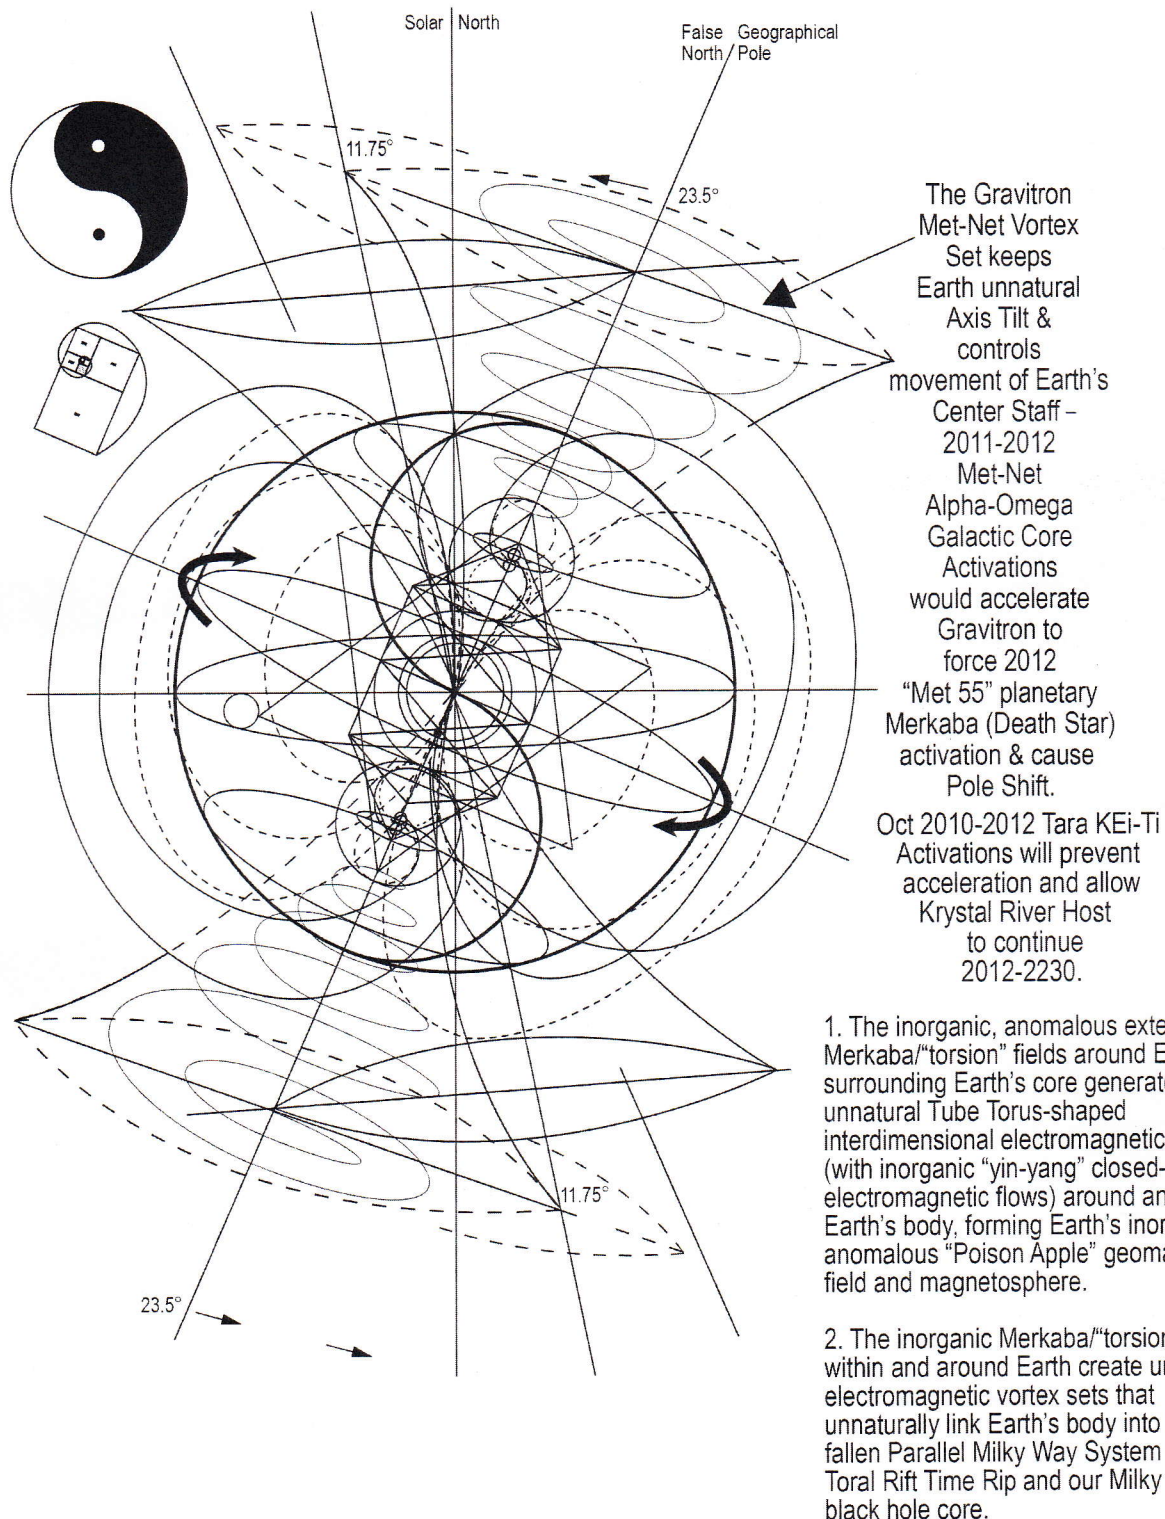 Solar North
False Geographical
North Pole
11.75°
23.5°
The Gravitron
Met-Net Vortex
Set keeps
Earth unnatural
Axis Tilt &
controls
movement of Earth's
Center Staff –
2011-2012
Met-Net
Alpha-Omega
Galactic Core
Activations
would accelerate
Gravitron to
force 2012
“Met 55” planetary
Merkaba (Death Star)
activation & cause
Pole Shift.
Oct 2010-2012 Tara KEi-Ti
Activations will prevent
acceleration and allow
Krystal River Host
to continue
2012-2230.
1. The inorganic, anomalous exte
Merkaba/“torsion” fields around E
surrounding Earth's core generat
unnatural Tube Torus-shaped
interdimensional electromagnetic
(with inorganic “yin-yang” closed-
electromagnetic flows) around an
Earth's body, forming Earth's inor
anomalous “Poison Apple” geoma
field and magnetosphere.
11.75°
23.5°
2. The inorganic Merkaba/“torsion
within and around Earth create u
electromagnetic vortex sets that
unnaturally link Earth's body into
fallen Parallel Milky Way System
Toral Rift Time Rip and our Milky
black hole core.